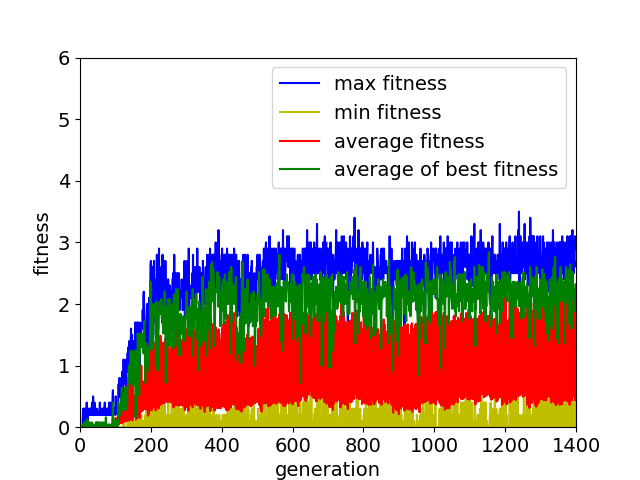 6
5
4
3
2
1
0
fitness
max fitness
min fitness
average fitness
average of best fitness
0 200 400 600 800 1000 1200 1400
generation